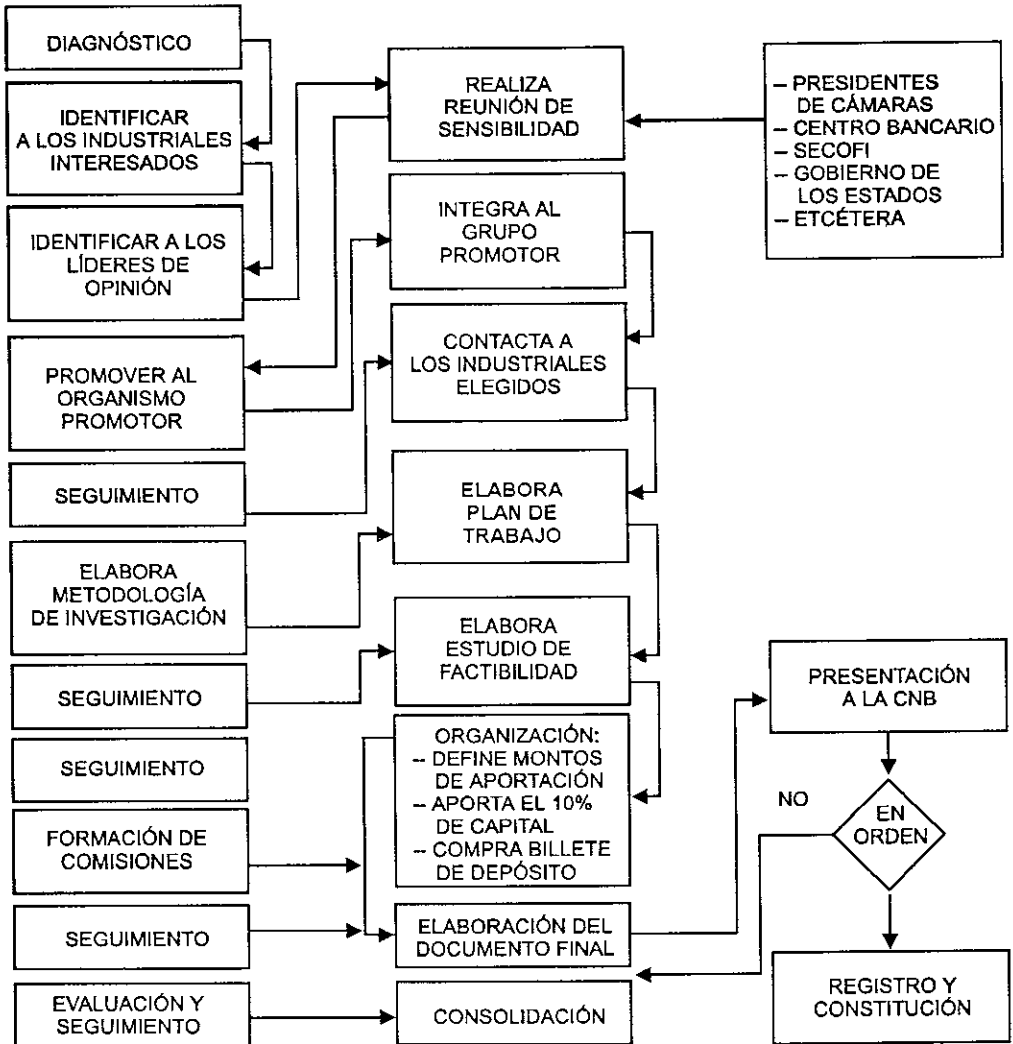 DIAGNÓSTICO
IDENTIFICAR
A LOS INDUSTRIALES
INTERESADOS
IDENTIFICAR A LOS
LÍDERES DE
OPINIÓN
PROMOVER AL
ORGANISMO
PROMOTOR
SEGUIMIENTO
ELABORA
METODOLOGÍA
DE INVESTIGACIÓN
SEGUIMIENTO
SEGUIMIENTO
FORMACIÓN DE
COMISIONES
SEGUIMIENTO
EVALUACIÓN Y
SEGUIMIENTO
REALIZA
REUNIÓN DE
SENSIBILIDAD
INTEGRA AL
GRUPO
PROMOTOR
CONTACTA A
LOS INDUSTRIALES
ELEGIDOS
ELABORA
PLAN DE
TRABAJO
ELABORA
ESTUDIO DE
FACTIBILIDAD
ORGANIZACIÓN:
– DEFINE MONTOS
DE APORTACIÓN
– APORTA EL 10%
DE CAPITAL
– COMPRA BILLETE
DE DEPÓSITO
ELABORACIÓN DEL
DOCUMENTO FINAL
CONSOLIDACIÓN
– PRESIDENTES
DE CÁMARAS
– CENTRO BANCARIO
– SECOFI
– GOBIERNO DE
LOS ESTADOS
– ETCÉTERA
PRESENTACIÓN
A LA CNB
NO
EN
ORDEN
REGISTRO Y
CONSTITUCIÓN